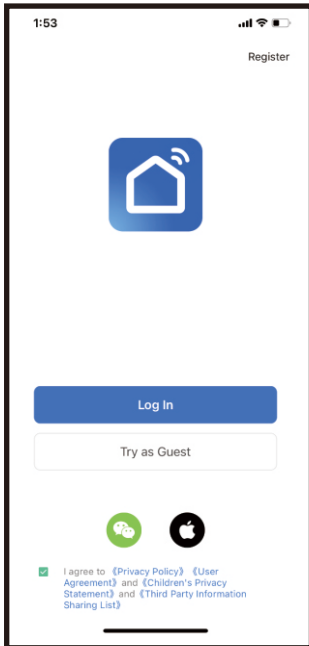 1:53
Register
Log In
Try as Guest
I agree to 《Privacy Policy》 《User
Agreement》 and 《Children's Privacy
Statement》 and 《Third Party Information
Sharing List》